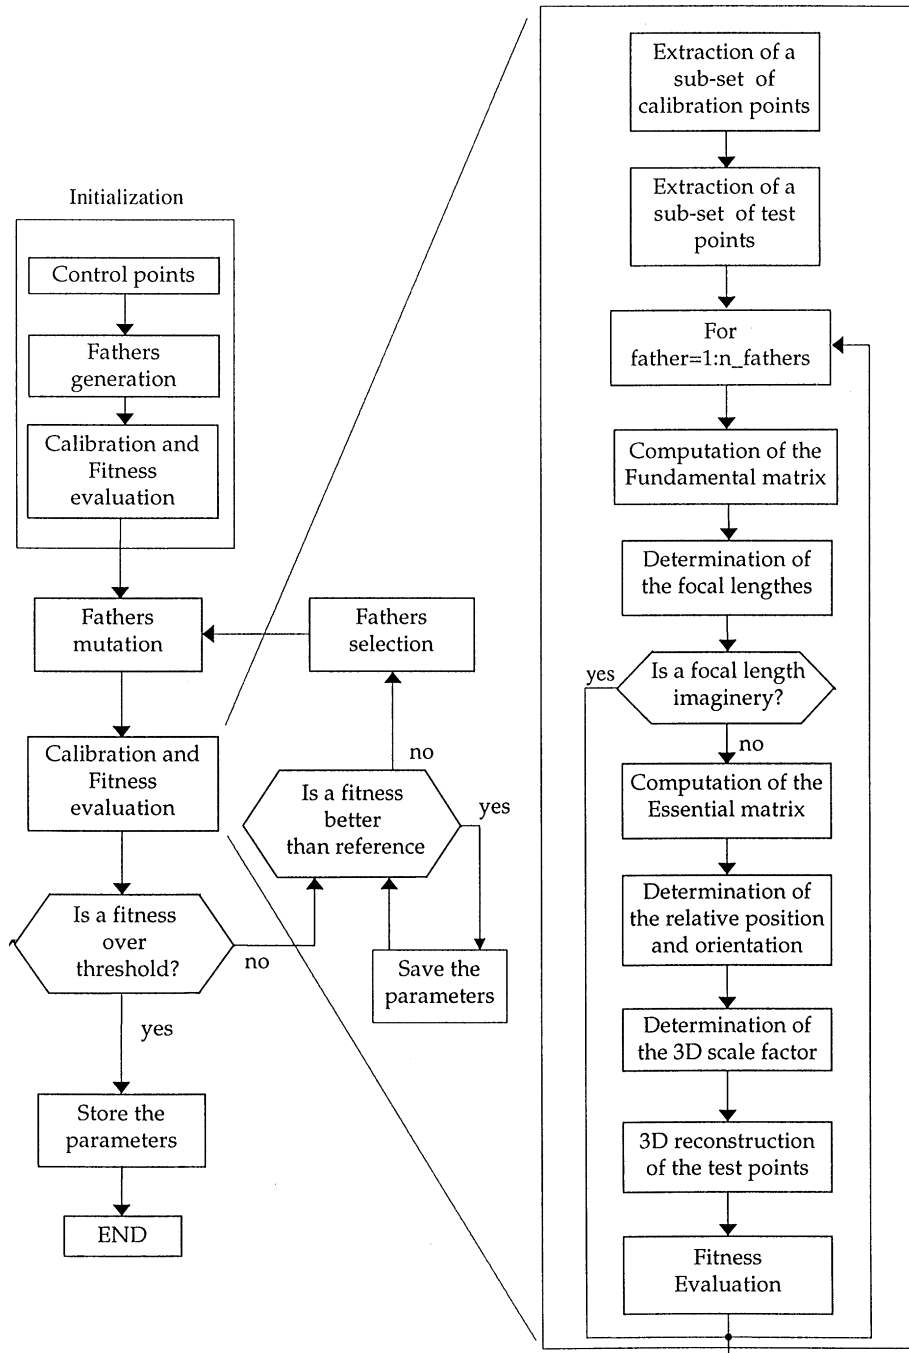 Initialization
Control points
Fathers
generation
Calibration and
Fitness
evaluation
Fathers
mutation
Fathers
selection
Calibration and
Fitness
evaluation
no
Is a fitness
better
than reference
yes
Is a fitness
over
threshold?
no
Save the
parameters
yes
Store the
parameters
END
Extraction of a
sub-set of
calibration points
Extraction of a
sub-set of test
points
For
father=1:n_fathers
Computation of the
Fundamental matrix
Determination of
the focal lengthes
yes
Is a focal length
imaginery?
no
Computation of the
Essential matrix
Determination of
the relative position
and orientation
Determination of
the 3D scale factor
3D reconstruction
of the test points
Fitness
Evaluation